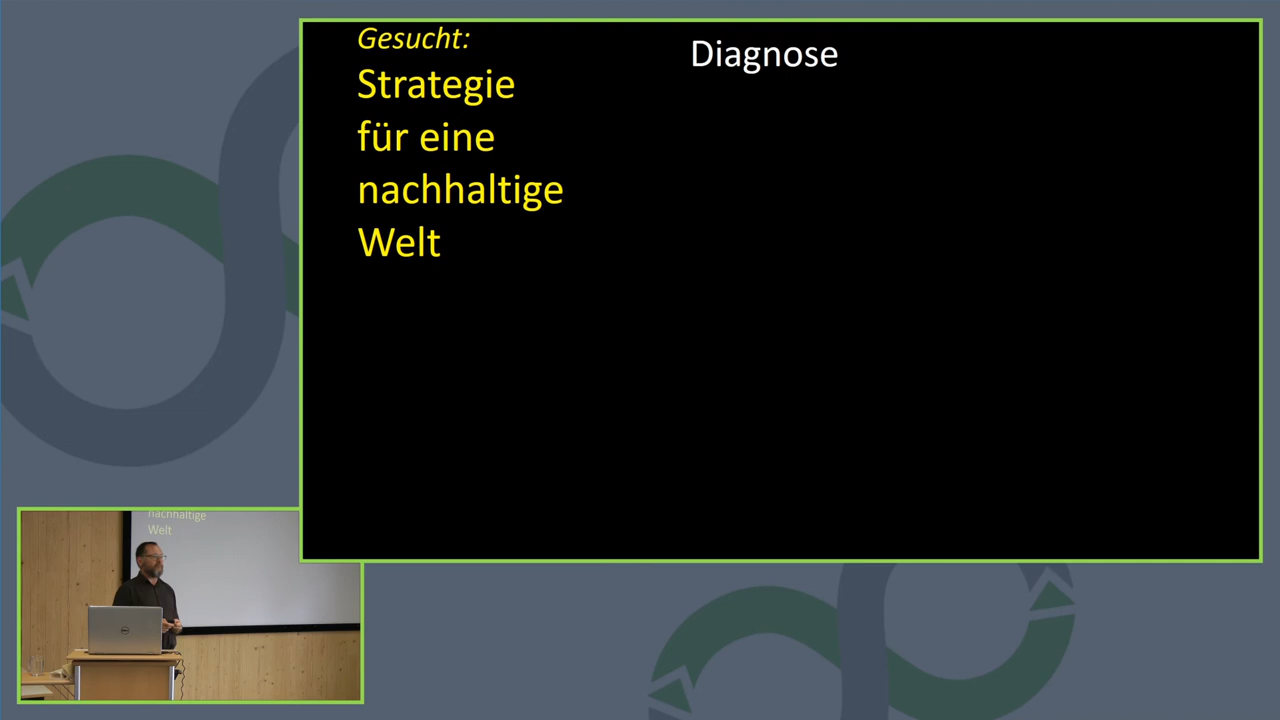 Gesucht:
Strategie
für eine
nachhaltige
Welt
Diagnose
nachhaltige
Welt